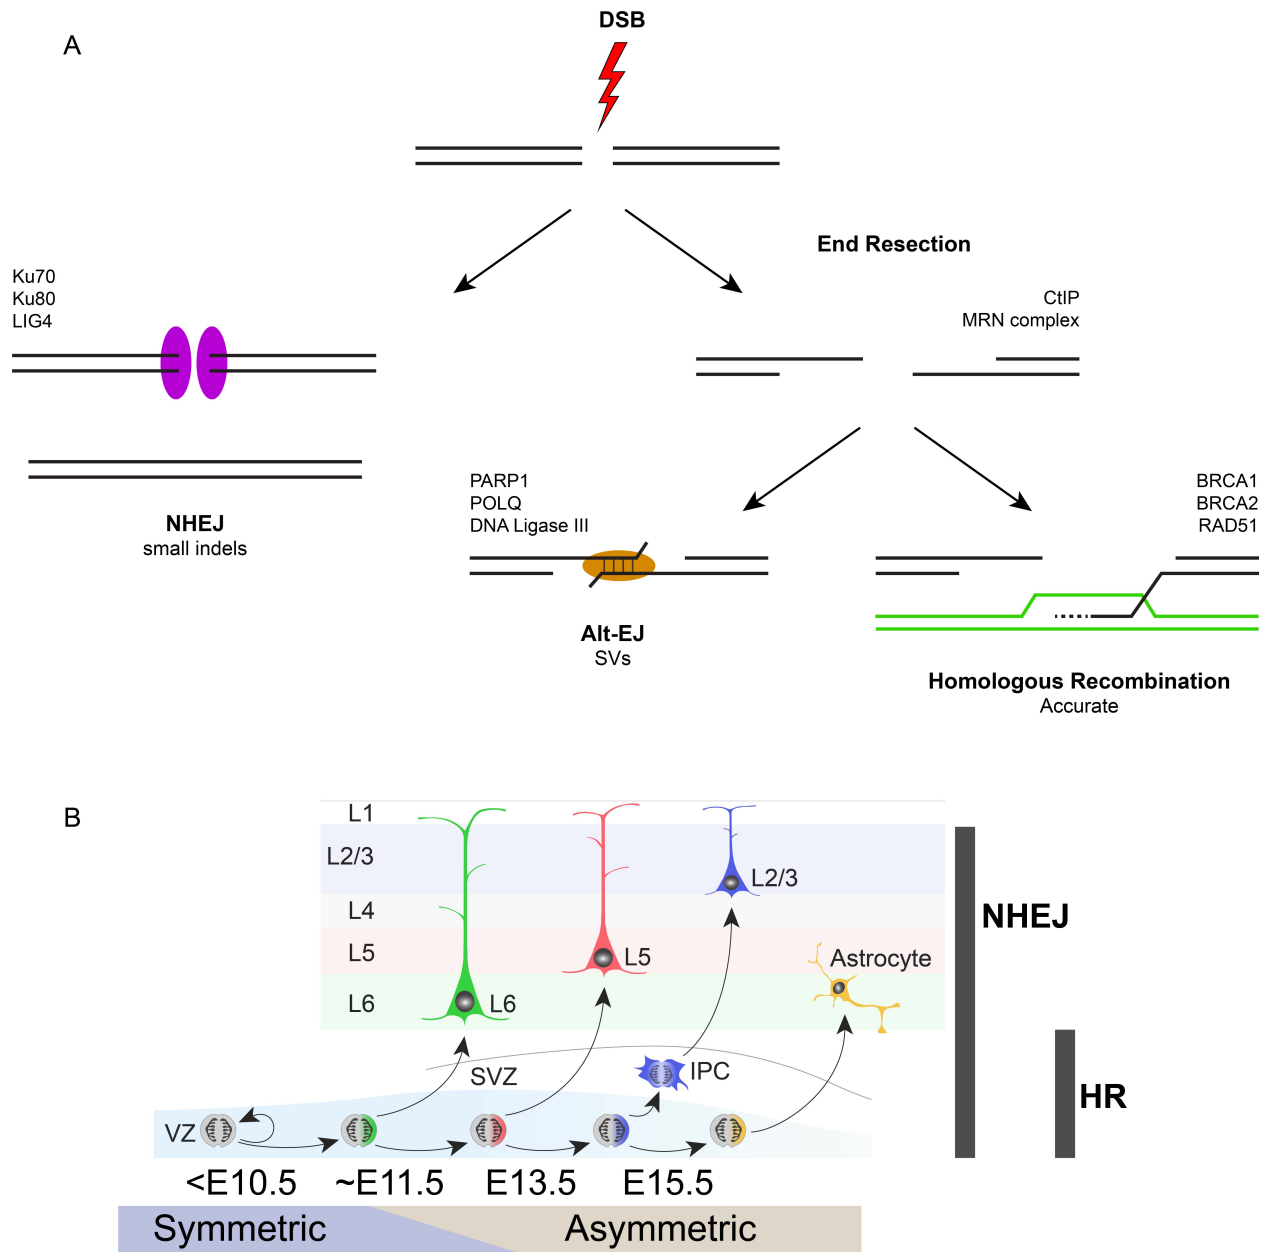 A
DSB
End Resection
Ku70
Ku80
LIG4
CtIP
MRN complex
NHEJ
small indels
PARP1
POLQ
DNA Ligase III
BRCA1
BRCA2
RAD51
Alt-EJ
SVs
Homologous Recombination
Accurate
B
L1
L2/3
L4
L5
L6
L6
L5
L2/3
Astrocyte
NHEJ
SVZ
IPC
HR
VZ
<E10.5
~E11.5
E13.5
E15.5
Symmetric
Asymmetric